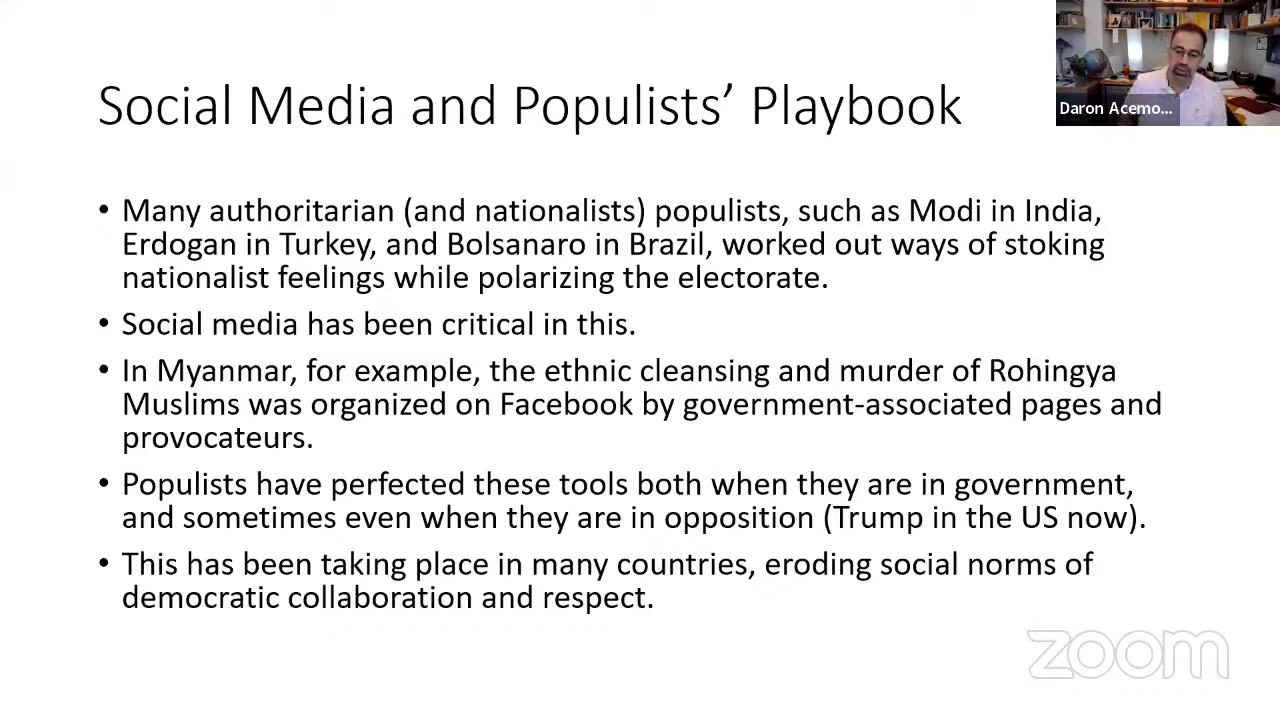 Daron Acemo...
Social Media and Populists’ Playbook
• Many authoritarian (and nationalists) populists, such as Modi in India,
Erdogan in Turkey, and Bolsanaro in Brazil, worked out ways of stoking
nationalist feelings while polarizing the electorate.
• Social media has been critical in this.
• In Myanmar, for example, the ethnic cleansing and murder of Rohingya
Muslims was organized on Facebook by government-associated pages and
provocateurs.
• Populists have perfected these tools both when they are in government,
and sometimes even when they are in opposition (Trump in the US now).
• This has been taking place in many countries, eroding social norms of
democratic collaboration and respect.
zoom